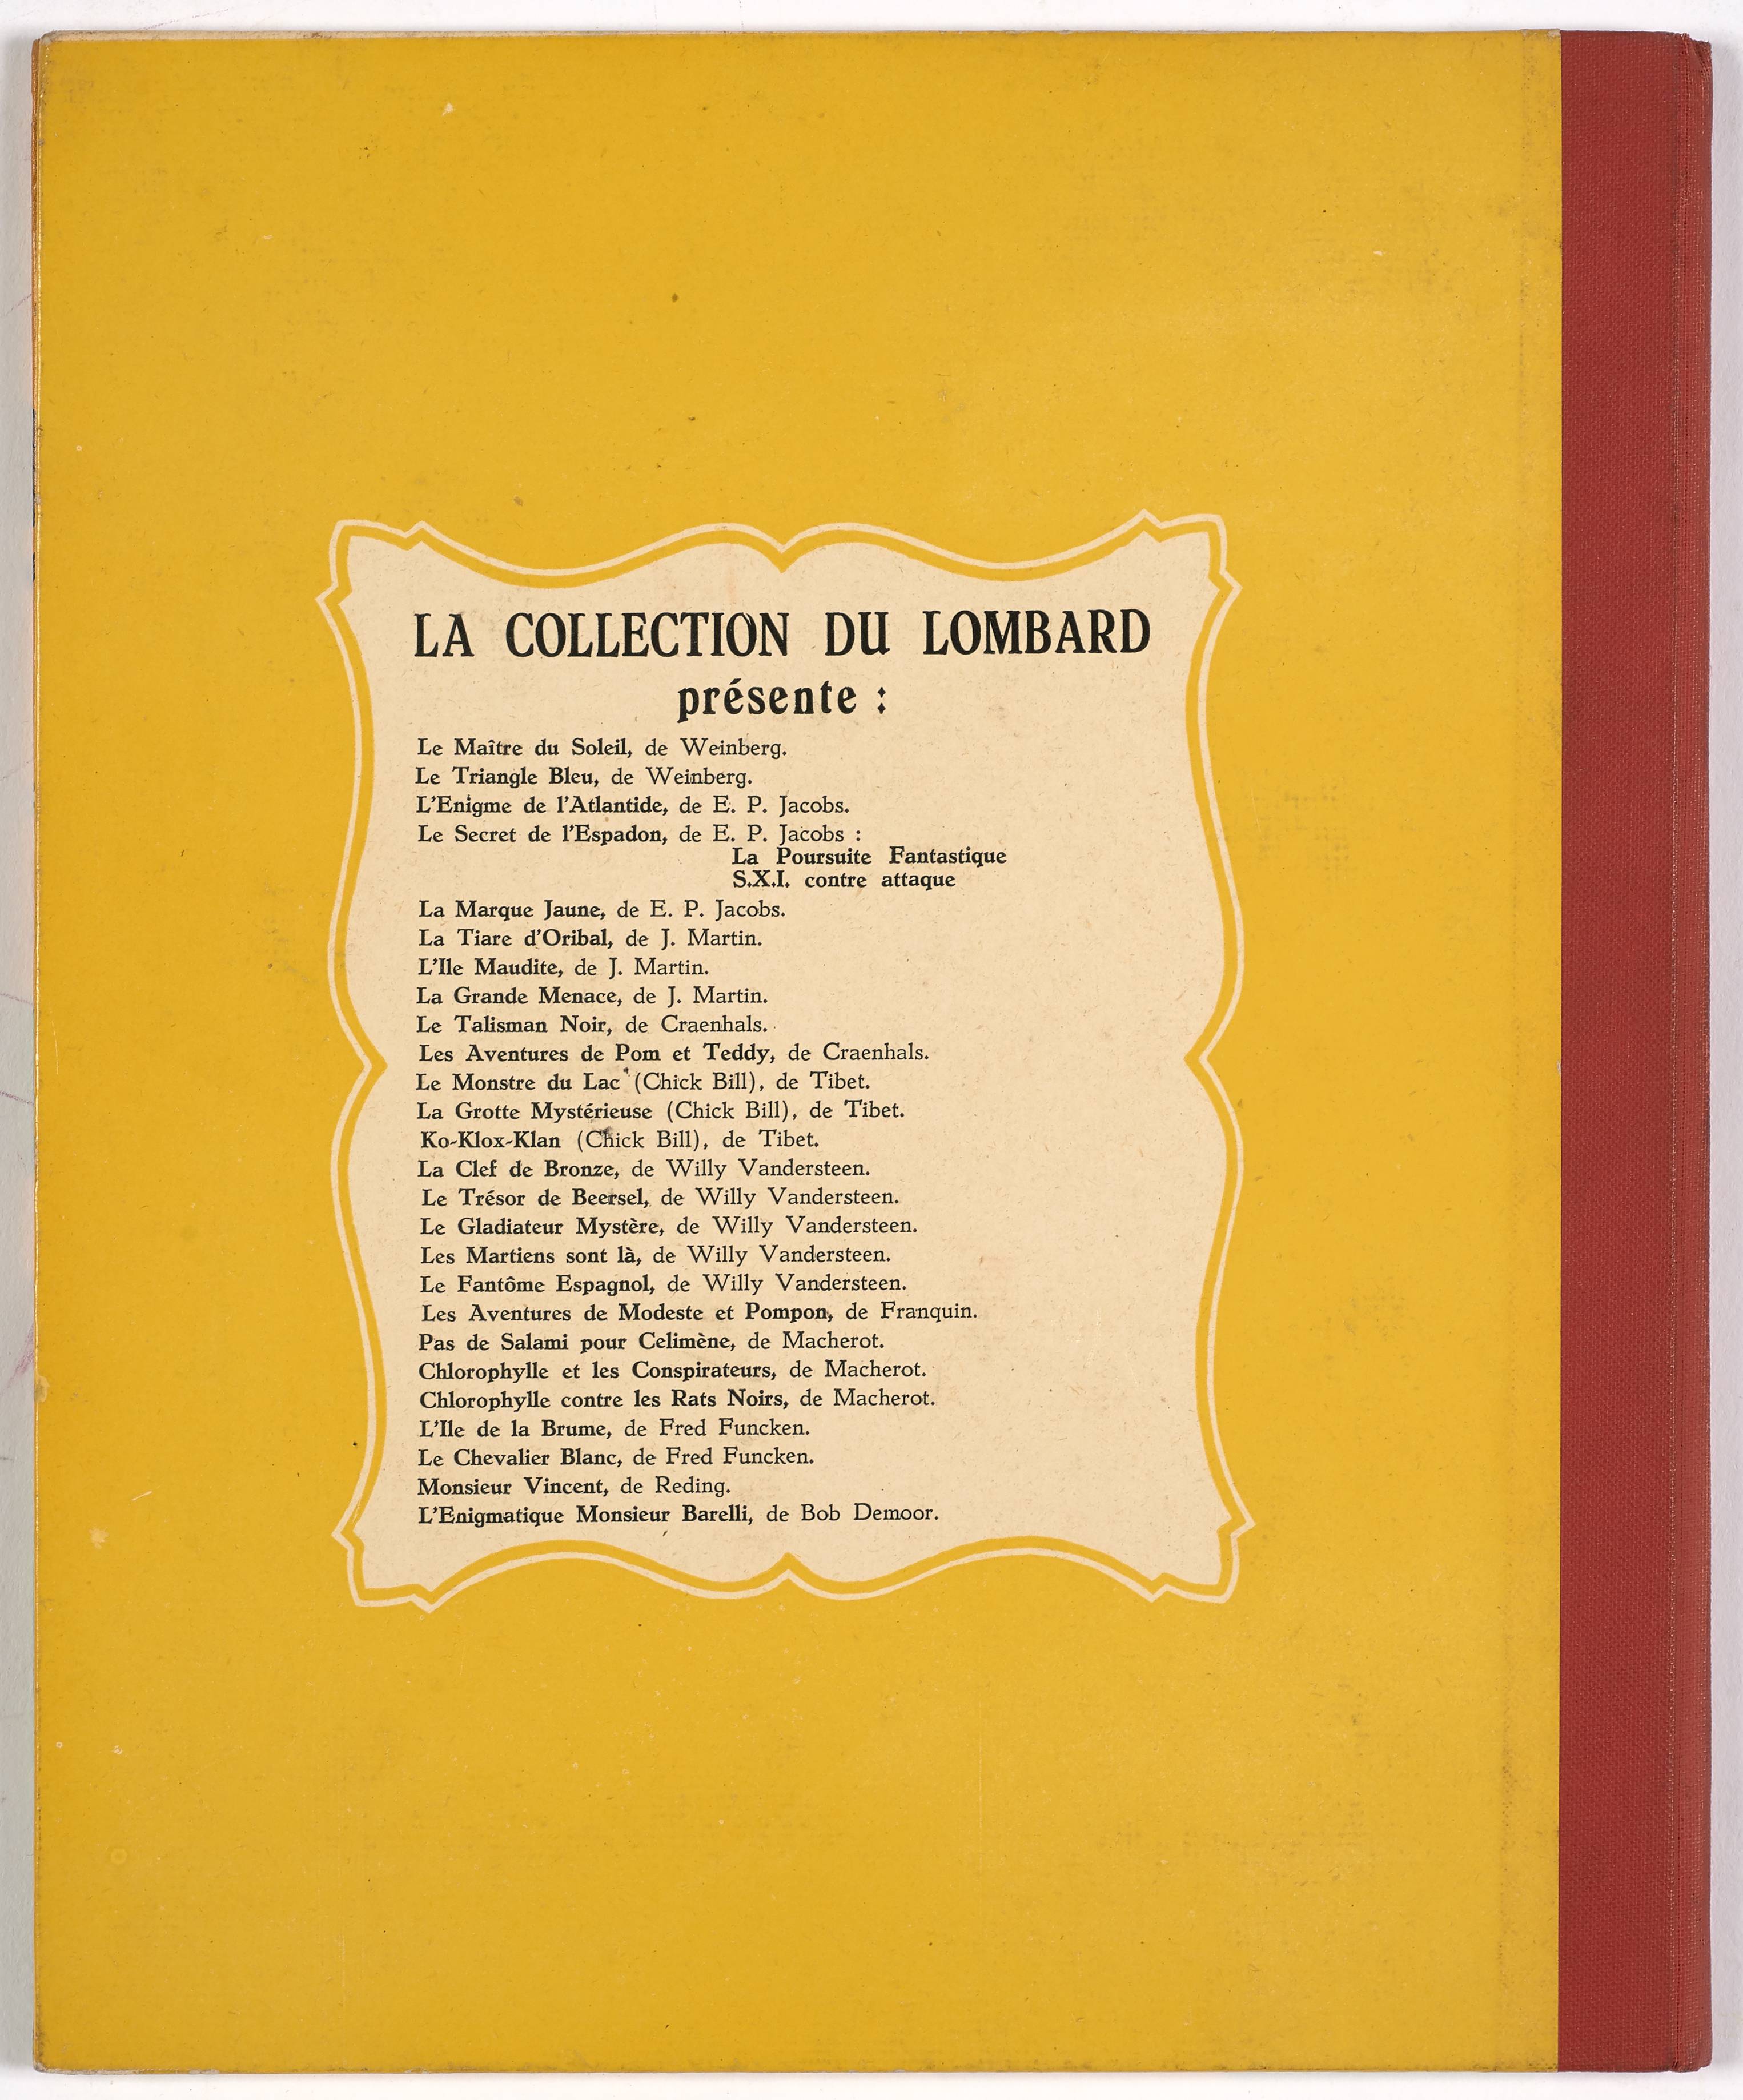 LA COLLECTION DU LOMBARD
présente :
Le Maître du Soleil, de Weinberg.
Le Triangle Bleu, de Weinberg.
L'Enigme de l'Atlantide, de E. P. Jacobs.
Le Secret de l'Espadon, de E. P. Jacobs :
La Poursuite Fantastique
S.X.I. contre attaque
La Marque Jaune, de E. P. Jacobs.
La Tiare d'Oribal, de J. Martin.
L'Ile Maudite, de J. Martin.
La Grande Menace, de J. Martin.
Le Talisman Noir, de Craenhals.
Les Aventures de Pom et Teddy, de Craenhals.
Le Monstre du Lac (Chick Bill), de Tibet.
La Grotte Mystérieuse (Chick Bill), de Tibet.
Ko-Klox-Klan (Chick Bill), de Tibet.
La Clef de Bronze, de Willy Vandersteen.
Le Trésor de Beersel, de Willy Vandersteen.
Le Gladiateur Mystère, de Willy Vandersteen.
Les Martiens sont là, de Willy Vandersteen.
Le Fantôme Espagnol, de Willy Vandersteen.
Les Aventures de Modeste et Pompon, de Franquin.
Pas de Salami pour Celimène, de Macherot.
Chlorophylle et les Conspirateurs, de Macherot.
Chlorophylle contre les Rats Noirs, de Macherot.
L'Ile de la Brume, de Fred Funcken.
Le Chevalier Blanc, de Fred Funcken.
Monsieur Vincent, de Reding.
L'Enigmatique Monsieur Barelli, de Bob Demoor.